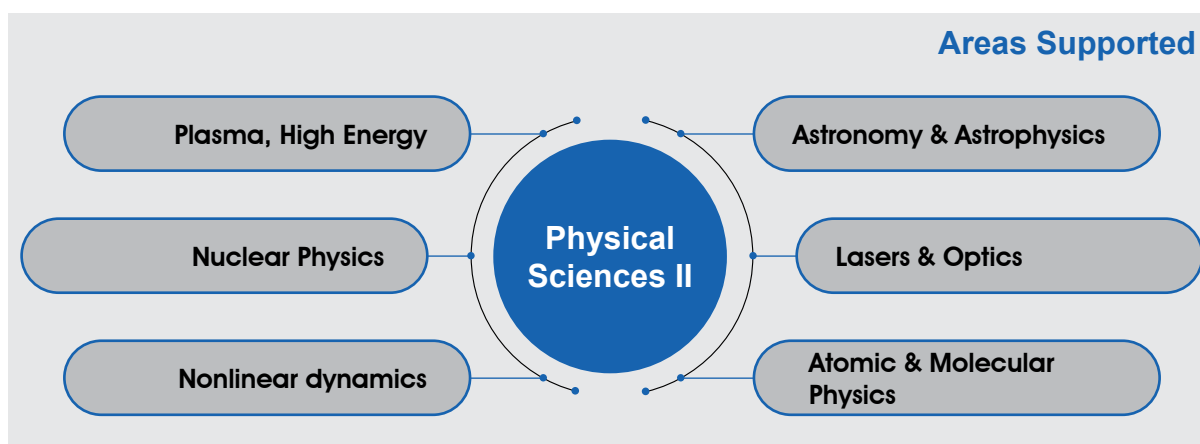 Areas Supported
Plasma, High Energy
Astronomy & Astrophysics
Nuclear Physics
Physical
Sciences II
Lasers & Optics
Nonlinear dynamics
Atomic & Molecular
Physics